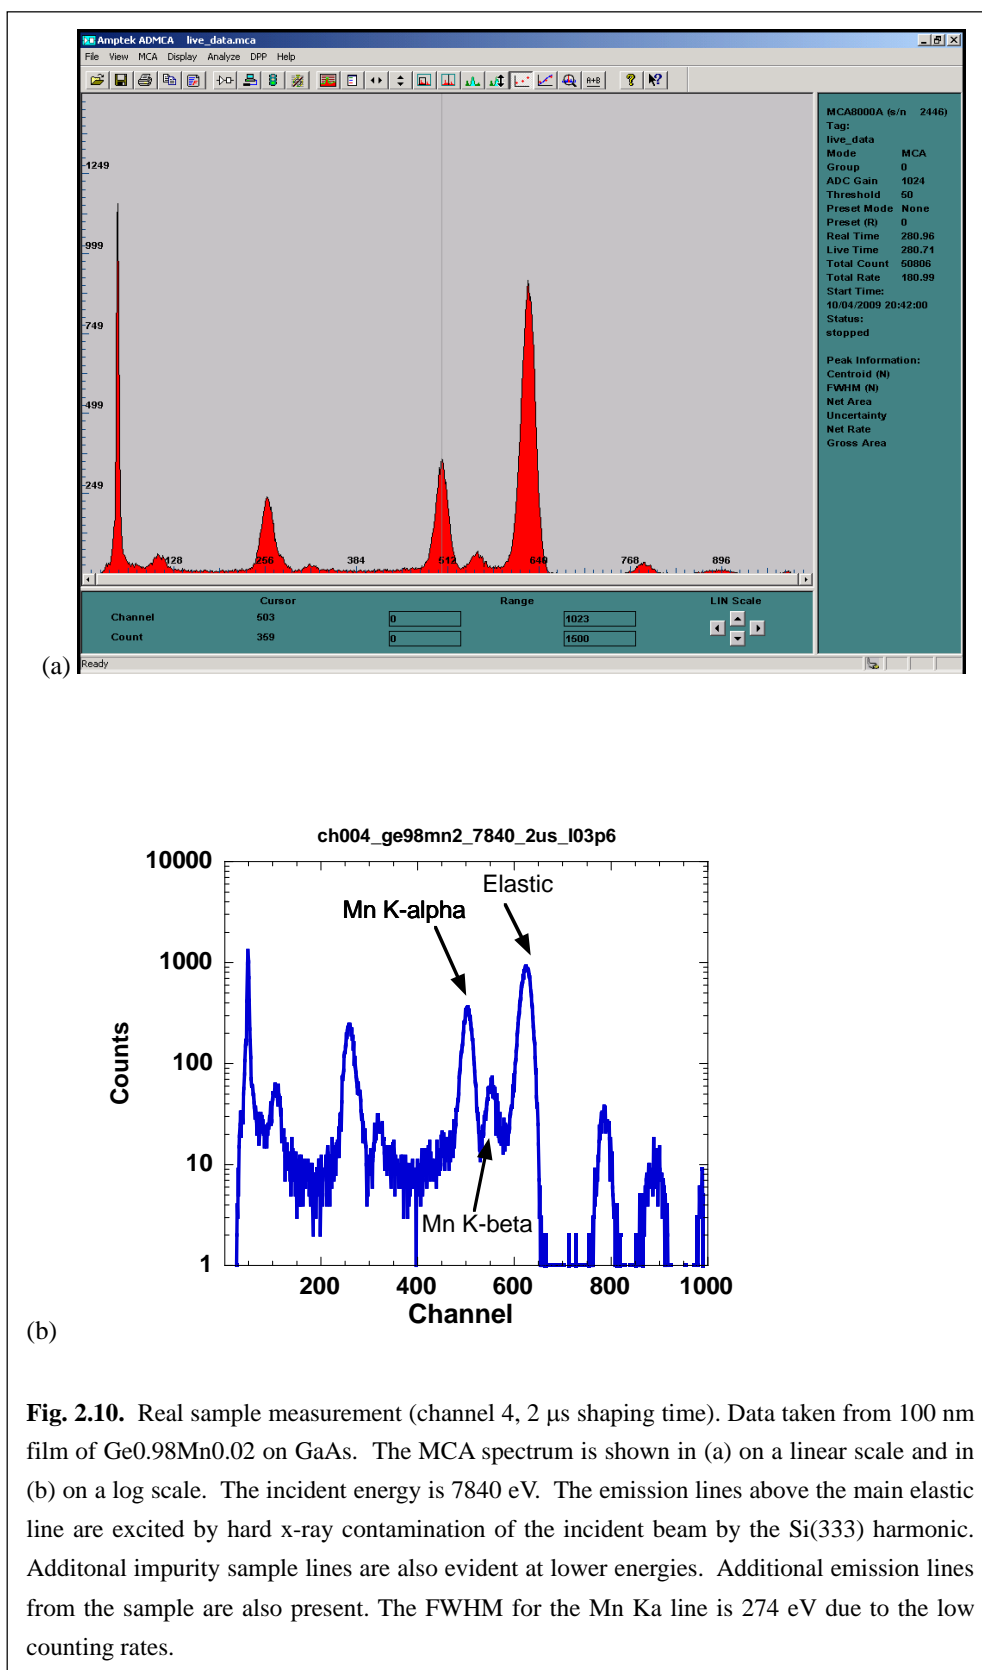 Amptek ADMCA live_data.mca
File View MCA Display Analyze DPP Help
A+B
1249
999
749
499
249
128 256 384 512 640 768 896
MCA8000A (s/n 2446)
Tag:
live_data
Mode MCA
Group 0
ADC Gain 1024
Threshold 50
Preset Mode None
Preset (R) 0
Real Time 280.96
Live Time 280.71
Total Count 50806
Total Rate 180.99
Start Time:
10/04/2009 20:42:00
Status:
stopped
Peak Information:
Centroid (N)
FWHM (N)
Net Area
Uncertainty
Net Rate
Gross Area
Cursor Range LIN Scale
Channel 503 0 1023
Count 359 0 1500
Ready
(a)
ch004_ge98mn2_7840_2us_l03p6
10000
1000
100
10
1
Counts
Elastic
Mn K-alpha
Mn K-beta
200 400 600 800 1000
Channel
(b)
Fig. 2.10. Real sample measurement (channel 4, 2 μs shaping time). Data taken from 100 nm
film of Ge0.98Mn0.02 on GaAs. The MCA spectrum is shown in (a) on a linear scale and in
(b) on a log scale. The incident energy is 7840 eV. The emission lines above the main elastic
line are excited by hard x-ray contamination of the incident beam by the Si(333) harmonic.
Additonal impurity sample lines are also evident at lower energies. Additional emission lines
from the sample are also present. The FWHM for the Mn Ka line is 274 eV due to the low
counting rates.